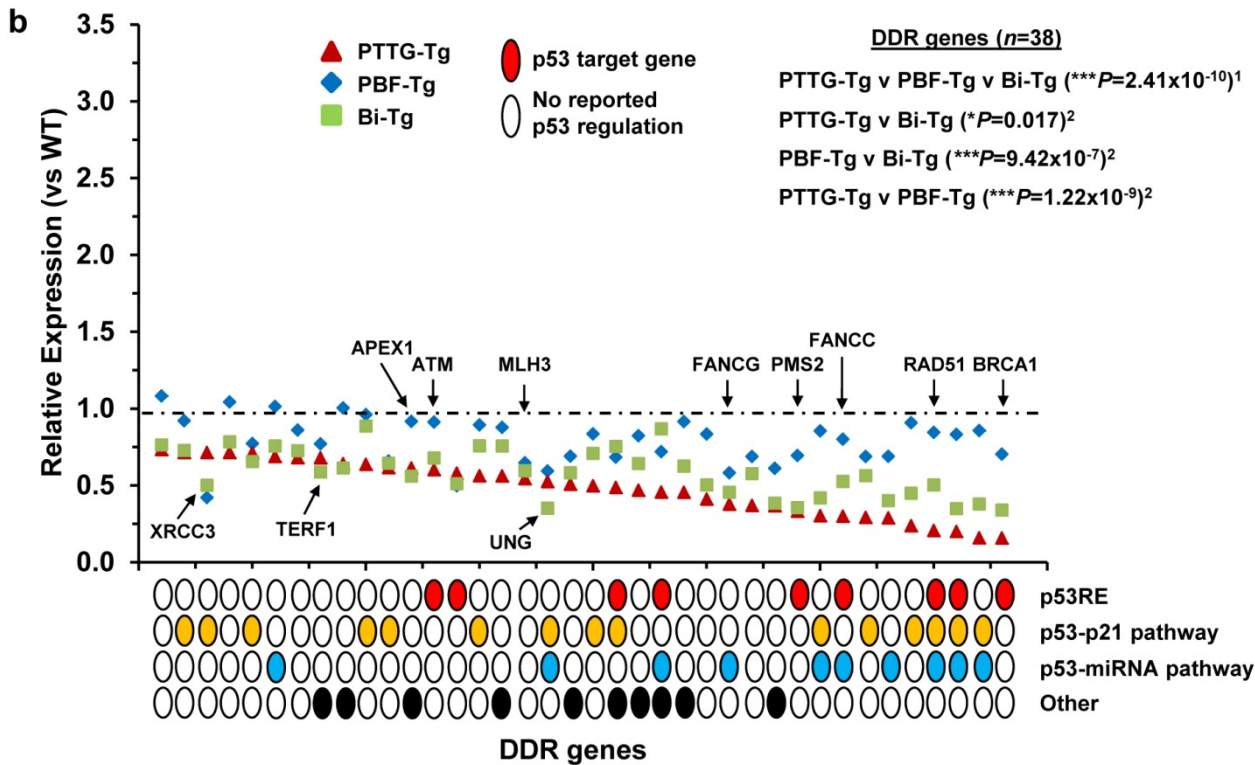 b
3.5
3.0
2.5
2.0
1.5
1.0
0.5
0.0
Relative Expression (vs WT)
PTTG-Tg
PBF-Tg
Bi-Tg
p53 target gene
No reported
p53 regulation
DDR genes (n=38)
PTTG-Tg v PBF-Tg v Bi-Tg (***P=2.41x10⁻¹⁰)¹
PTTG-Tg v Bi-Tg (*P=0.017)²
PBF-Tg v Bi-Tg (***P=9.42x10⁻⁷)²
PTTG-Tg v PBF-Tg (***P=1.22x10⁻⁹)²
APEX1
ATM
MLH3
FANCG
PMS2
FANCC
RAD51
BRCA1
XRCC3
TERF1
UNG
p53RE
p53-p21 pathway
p53-miRNA pathway
Other
DDR genes